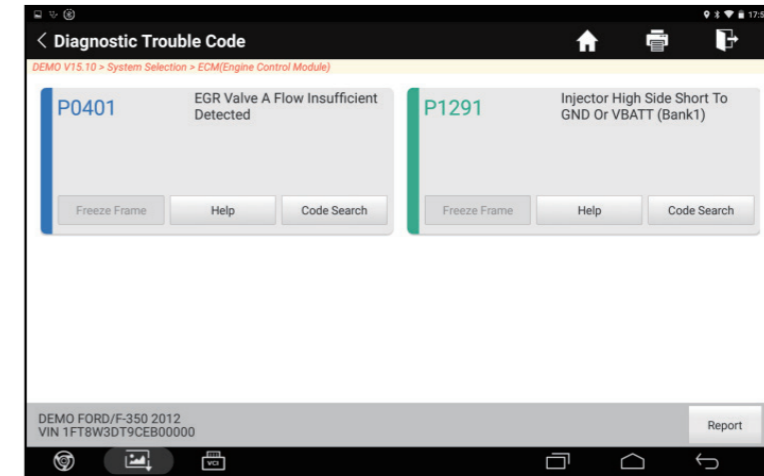 17:5
Diagnostic Trouble Code
DEMO V15.10 > System Selection > ECM(Engine Control Module)
P0401
EGR Valve A Flow Insufficient
Detected
Freeze Frame
Help
Code Search
P1291
Injector High Side Short To
GND Or VBATT (Bank1)
Freeze Frame
Help
Code Search
DEMO FORD/F-350 2012
VIN 1FT8W3DT9CEB00000
Report
VCI